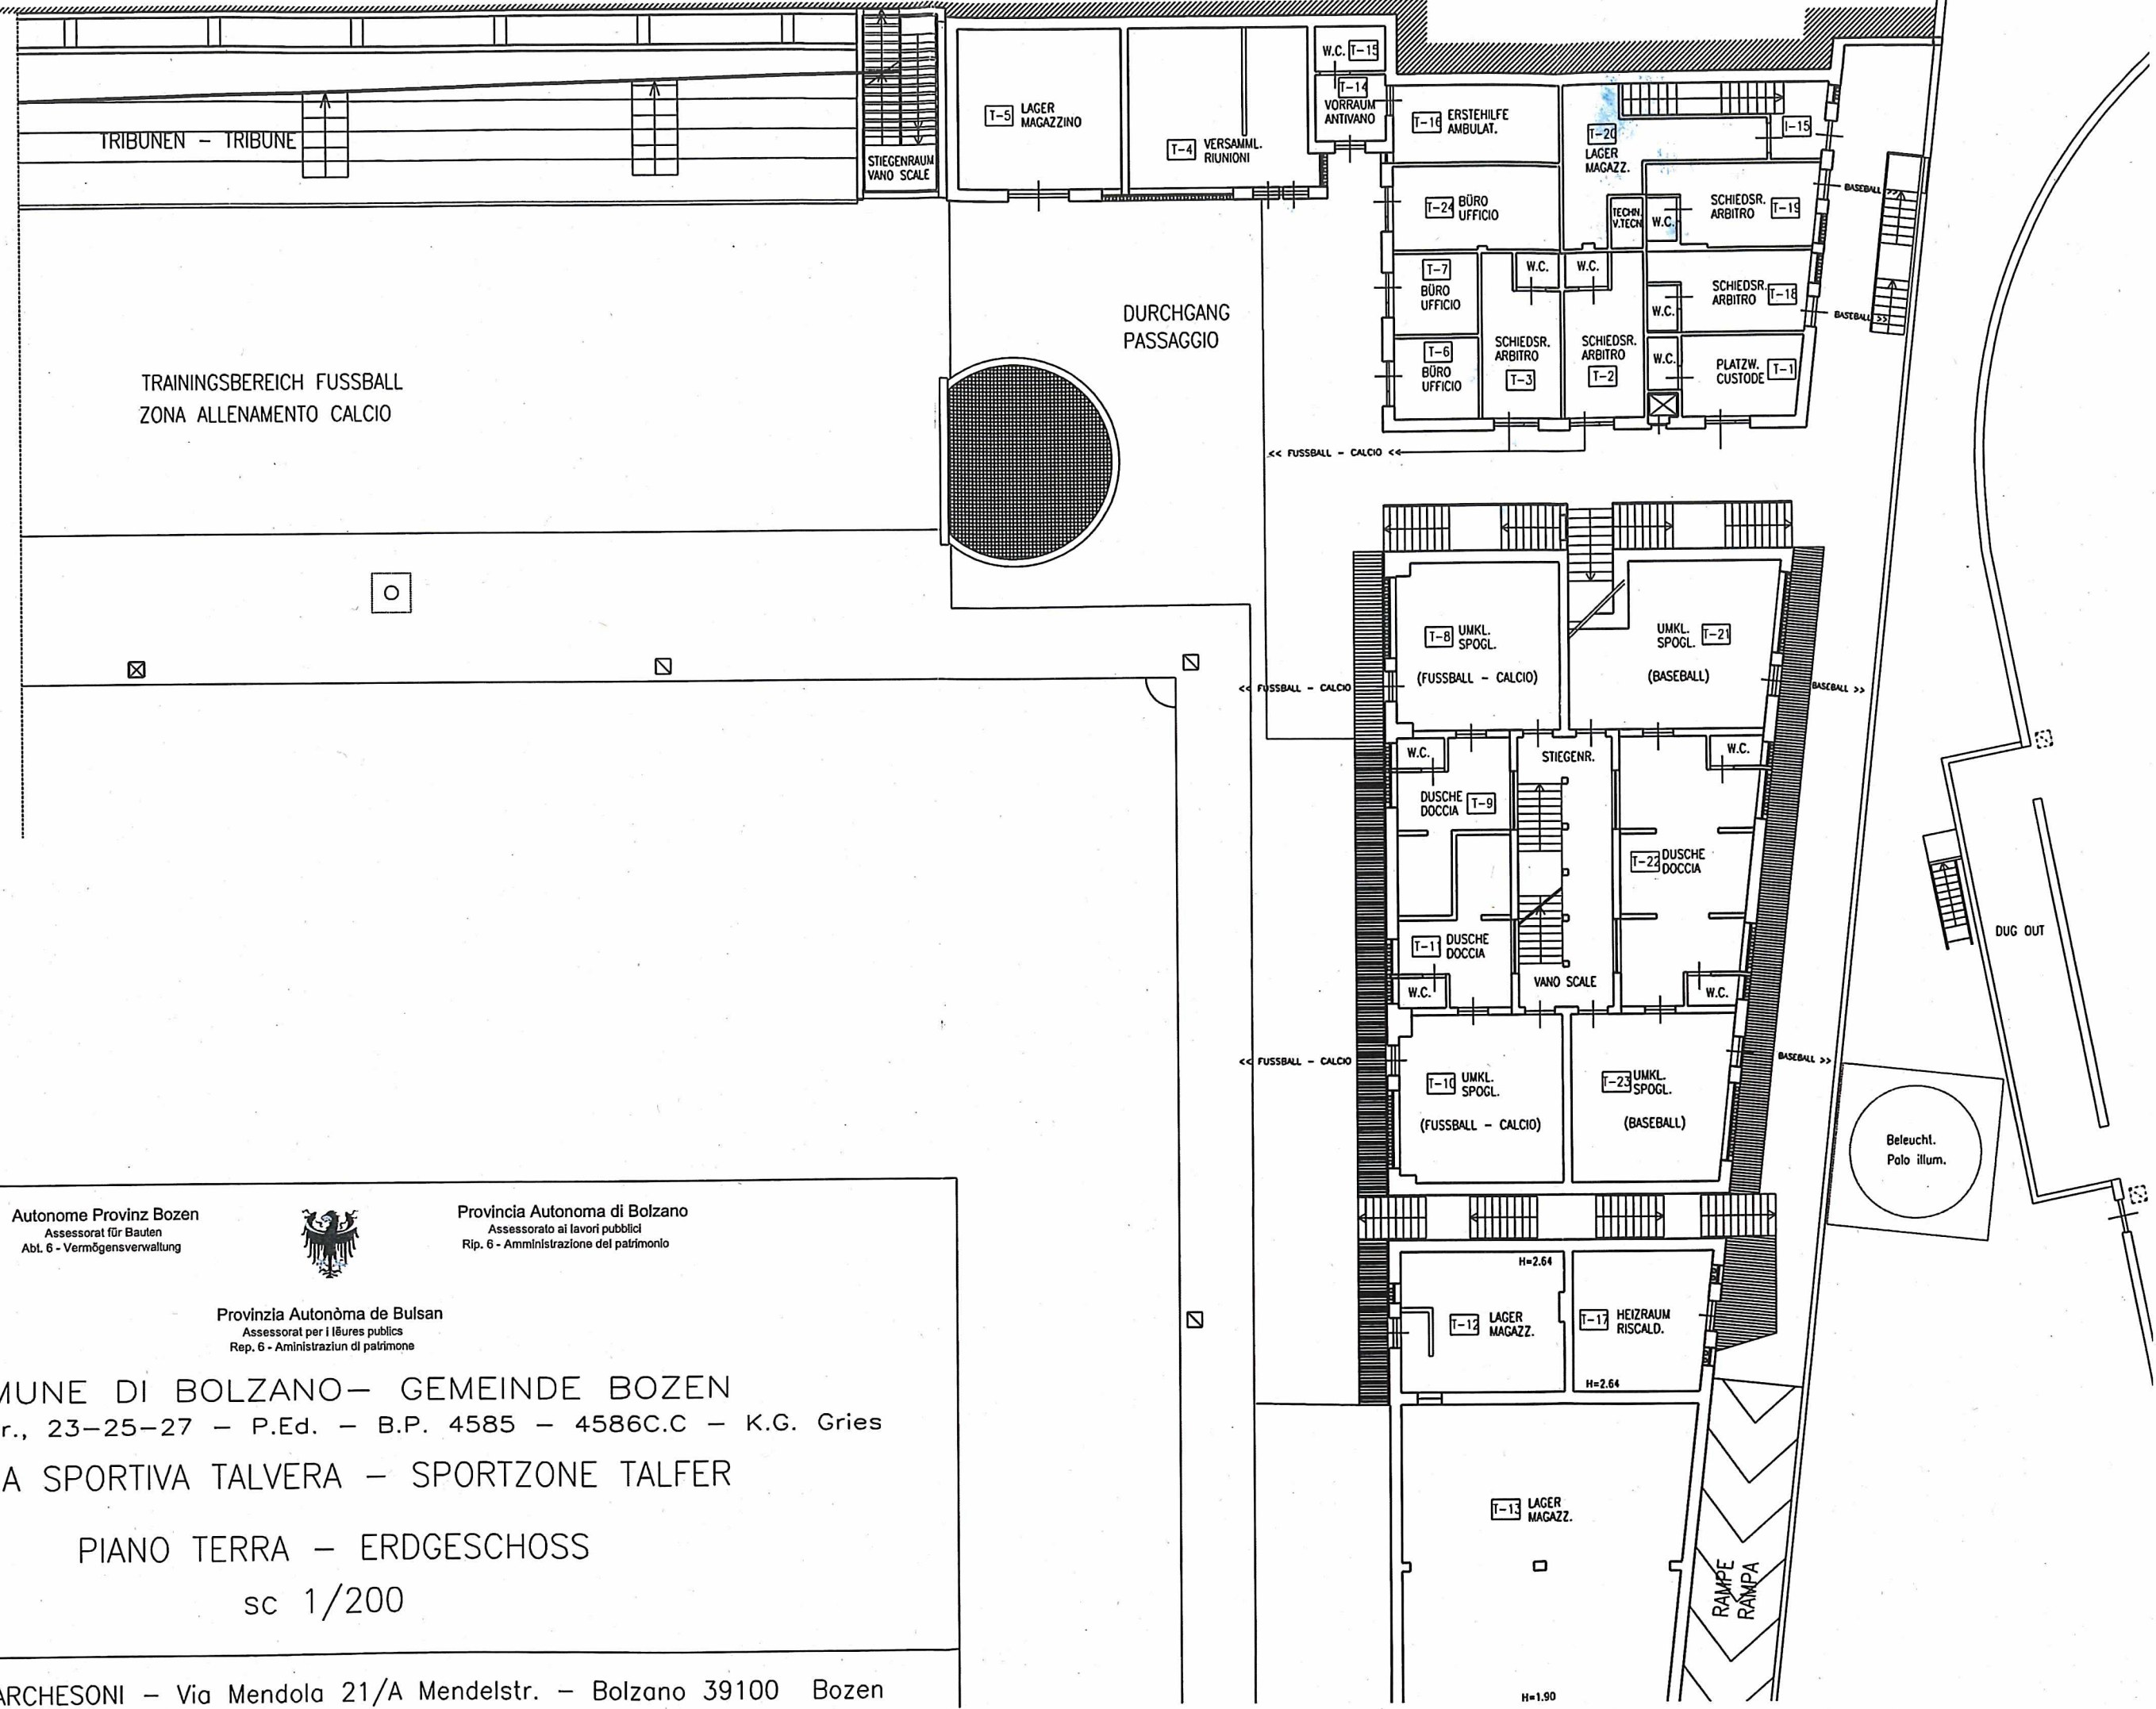 TRIBUNEN – TRIBUNE
STIEGENRAUM
VANO SCALE
T-5
LAGER
MAGAZZINO
T-4
VERSAMML.
RIUNIONI
W.C.
T-15
T-14
VORRAUM
ANTIVANO
T-16
ERSTEHILFE
AMBULAT.
T-20
LAGER
MAGAZZ.
I-15
T-24
BÜRO
UFFICIO
TECHN.
V.TECN
W.C.
SCHIEDSR.
ARBITRO
T-19
BASEBALL >>
T-7
BÜRO
UFFICIO
W.C.
W.C.
SCHIEDSR.
ARBITRO
T-18
W.C.
BASEBALL >>
T-6
BÜRO
UFFICIO
SCHIEDSR.
ARBITRO
T-3
SCHIEDSR.
ARBITRO
T-2
W.C.
PLATZW.
CUSTODE
T-1
DURCHGANG
PASSAGGIO
TRAININGSBEREICH FUSSBALL
ZONA ALLENAMENTO CALCIO
<< FUSSBALL – CALCIO <<
T-8
UMKL.
SPOGL.
(FUSSBALL – CALCIO)
UMKL.
SPOGL.
T-21
(BASEBALL)
<< FUSSBALL – CALCIO
BASEBALL >>
W.C.
STIEGENR.
W.C.
DUSCHE
DOCCIA
T-9
T-22
DUSCHE
DOCCIA
T-11
DUSCHE
DOCCIA
W.C.
VANO SCALE
W.C.
DUG OUT
<< FUSSBALL – CALCIO
BASEBALL >>
T-10
UMKL.
SPOGL.
(FUSSBALL – CALCIO)
T-23
UMKL.
SPOGL.
(BASEBALL)
Beleucht.
Polo illum.
H=2.64
T-12
LAGER
MAGAZZ.
T-17
HEIZRAUM
RISCALD.
H=2.64
T-13
LAGER
MAGAZZ.
RAMPE
RAMPA
H=1.90
Autonome Provinz Bozen
Assessorat für Bauten
Abt. 6 - Vermögensverwaltung
Provincia Autonoma di Bolzano
Assessorato ai lavori pubblici
Rip. 6 - Amministrazione del patrimonio
Provinzia Autonòma de Bulsan
Assessorat per i lëures publics
Rep. 6 - Aministraziun di patrimone
MUNE DI BOLZANO– GEMEINDE BOZEN
r., 23–25–27 – P.Ed. – B.P. 4585 – 4586C.C – K.G. Gries
A SPORTIVA TALVERA – SPORTZONE TALFER
PIANO TERRA – ERDGESCHOSS
sc 1/200
ARCHESONI – Via Mendola 21/A Mendelstr. – Bolzano 39100 Bozen